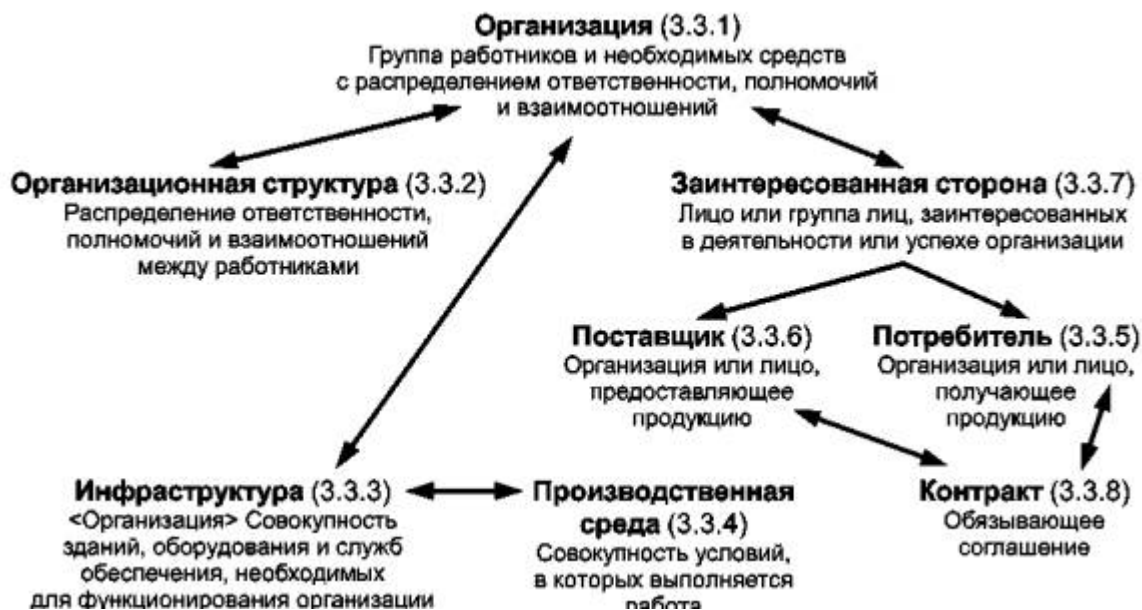 Организация (3.3.1)
Группа работников и необходимых средств
с распределением ответственности, полномочий
и взаимоотношений
Организационная структура (3.3.2)
Распределение ответственности,
полномочий и взаимоотношений
между работниками
Заинтересованная сторона (3.3.7)
Лицо или группа лиц, заинтересованных
в деятельности или успехе организации
Поставщик (3.3.6)
Организация или лицо,
предоставляющее
продукцию
Потребитель (3.3.5)
Организация или лицо,
получающее
продукцию
Инфраструктура (3.3.3)
<Организация> Совокупность
зданий, оборудования и служб
обеспечения, необходимых
для функционирования организации
Производственная
среда (3.3.4)
Совокупность условий,
в которых выполняется
работа
Контракт (3.3.8)
Обязывающее
соглашение